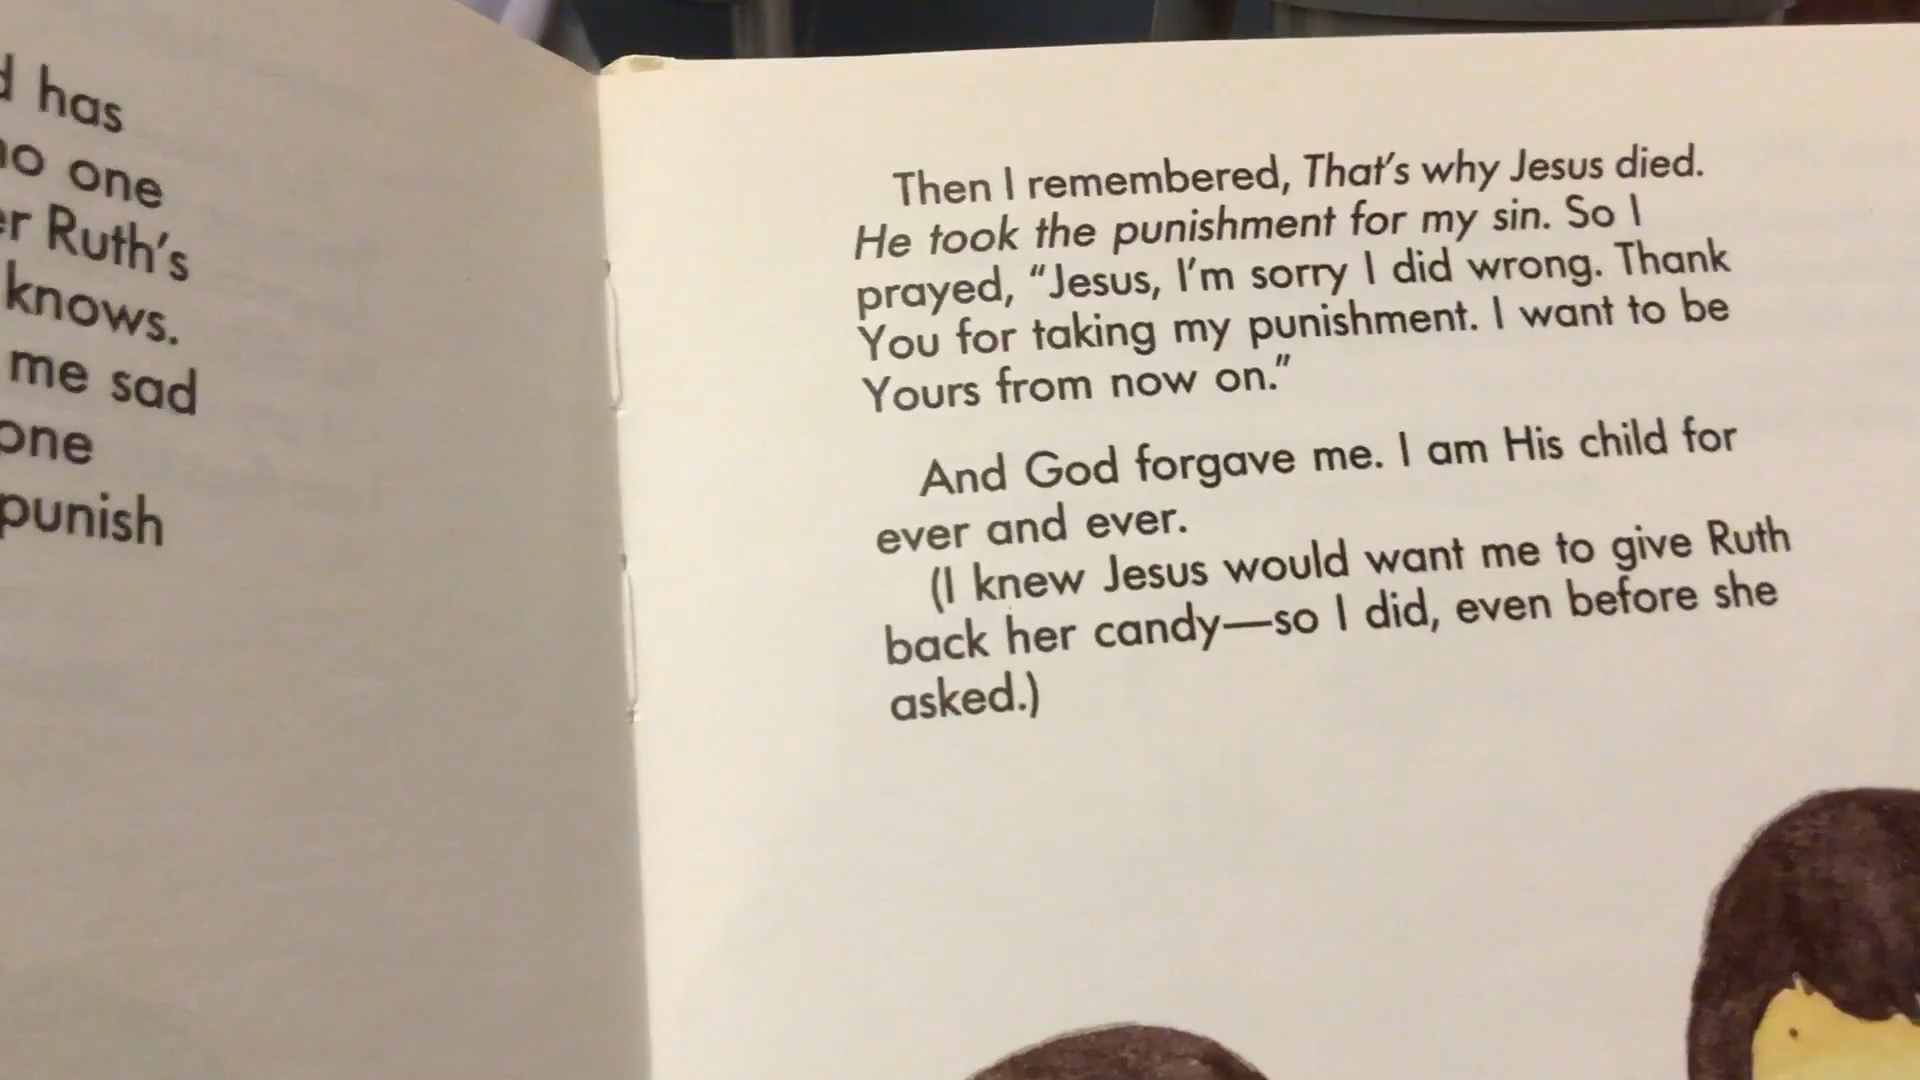 has
no one
Ruth's
knows.
me sad
one
punish
Then I remembered, That's why Jesus died.
He took the punishment for my sin. So I
prayed, "Jesus, I'm sorry I did wrong. Thank
You for taking my punishment. I want to be
Yours from now on."
And God forgave me. I am His child for
ever and ever.
(I knew Jesus would want me to give Ruth
back her candy—so I did, even before she
asked.)